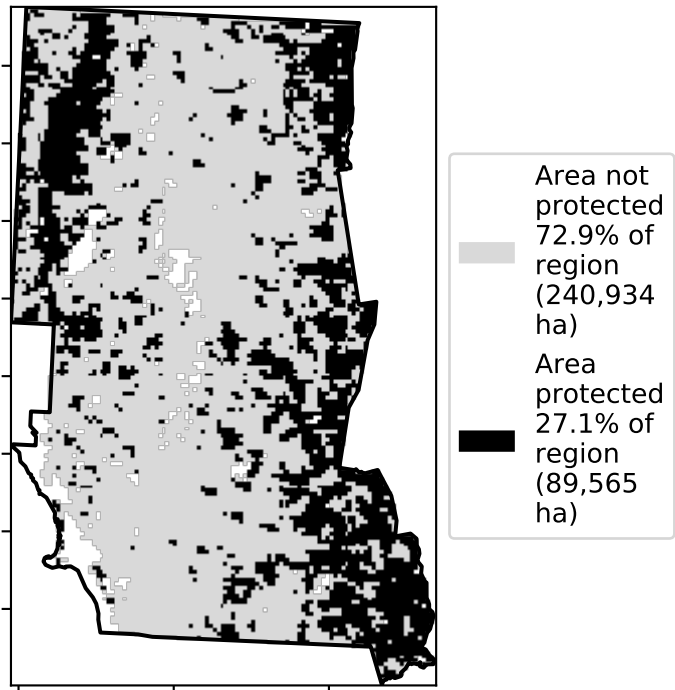 Area not
protected
72.9% of
region
(240,934
ha)
Area
protected
27.1% of
region
(89,565
ha)